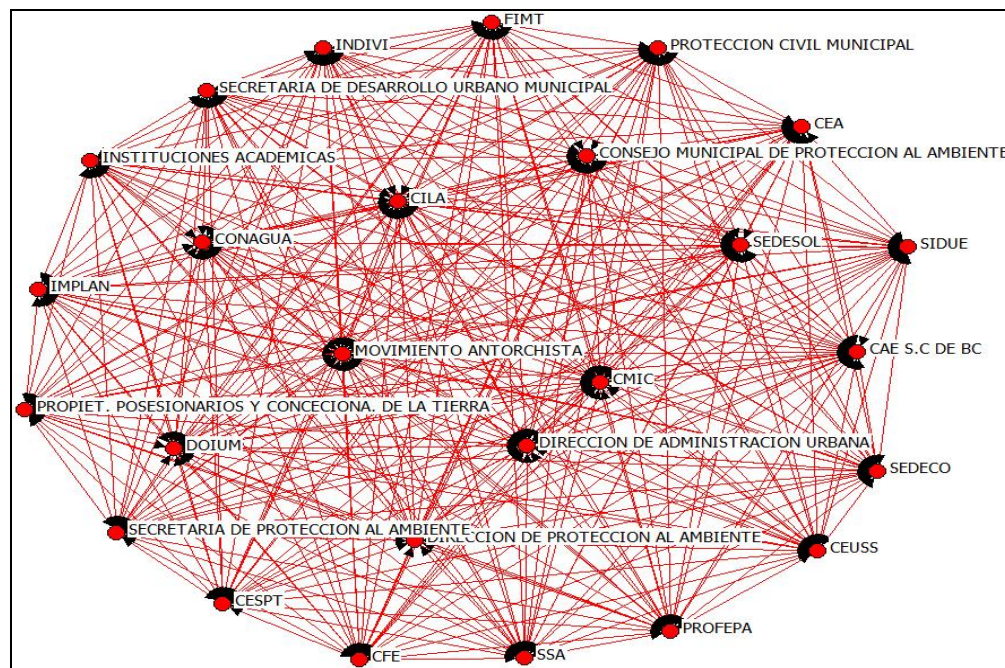 FIMT
INDIVI
PROTECCION CIVIL MUNICIPAL
SECRETARIA DE DESARROLLO URBANO MUNICIPAL
CEA
INSTITUCIONES ACADEMICAS
CONSEJO MUNICIPAL DE PROTECCION AL AMBIENTE
CILA
CONAGUA
SEDESOL
SIDUE
IMPLAN
MOVIMIENTO ANTORCHISTA
CAE S.C DE BC
CMIC
PROPIET. POSESIONARIOS Y CONCECIONA. DE LA TIERRA
DOIUM
DIRECCION DE ADMINISTRACION URBANA
SEDECO
SECRETARIA DE PROTECCION AL AMBIENTE
DIRECCION DE PROTECCION AL AMBIENTE
CEUSS
CESPT
PROFEPA
CFE
SSA